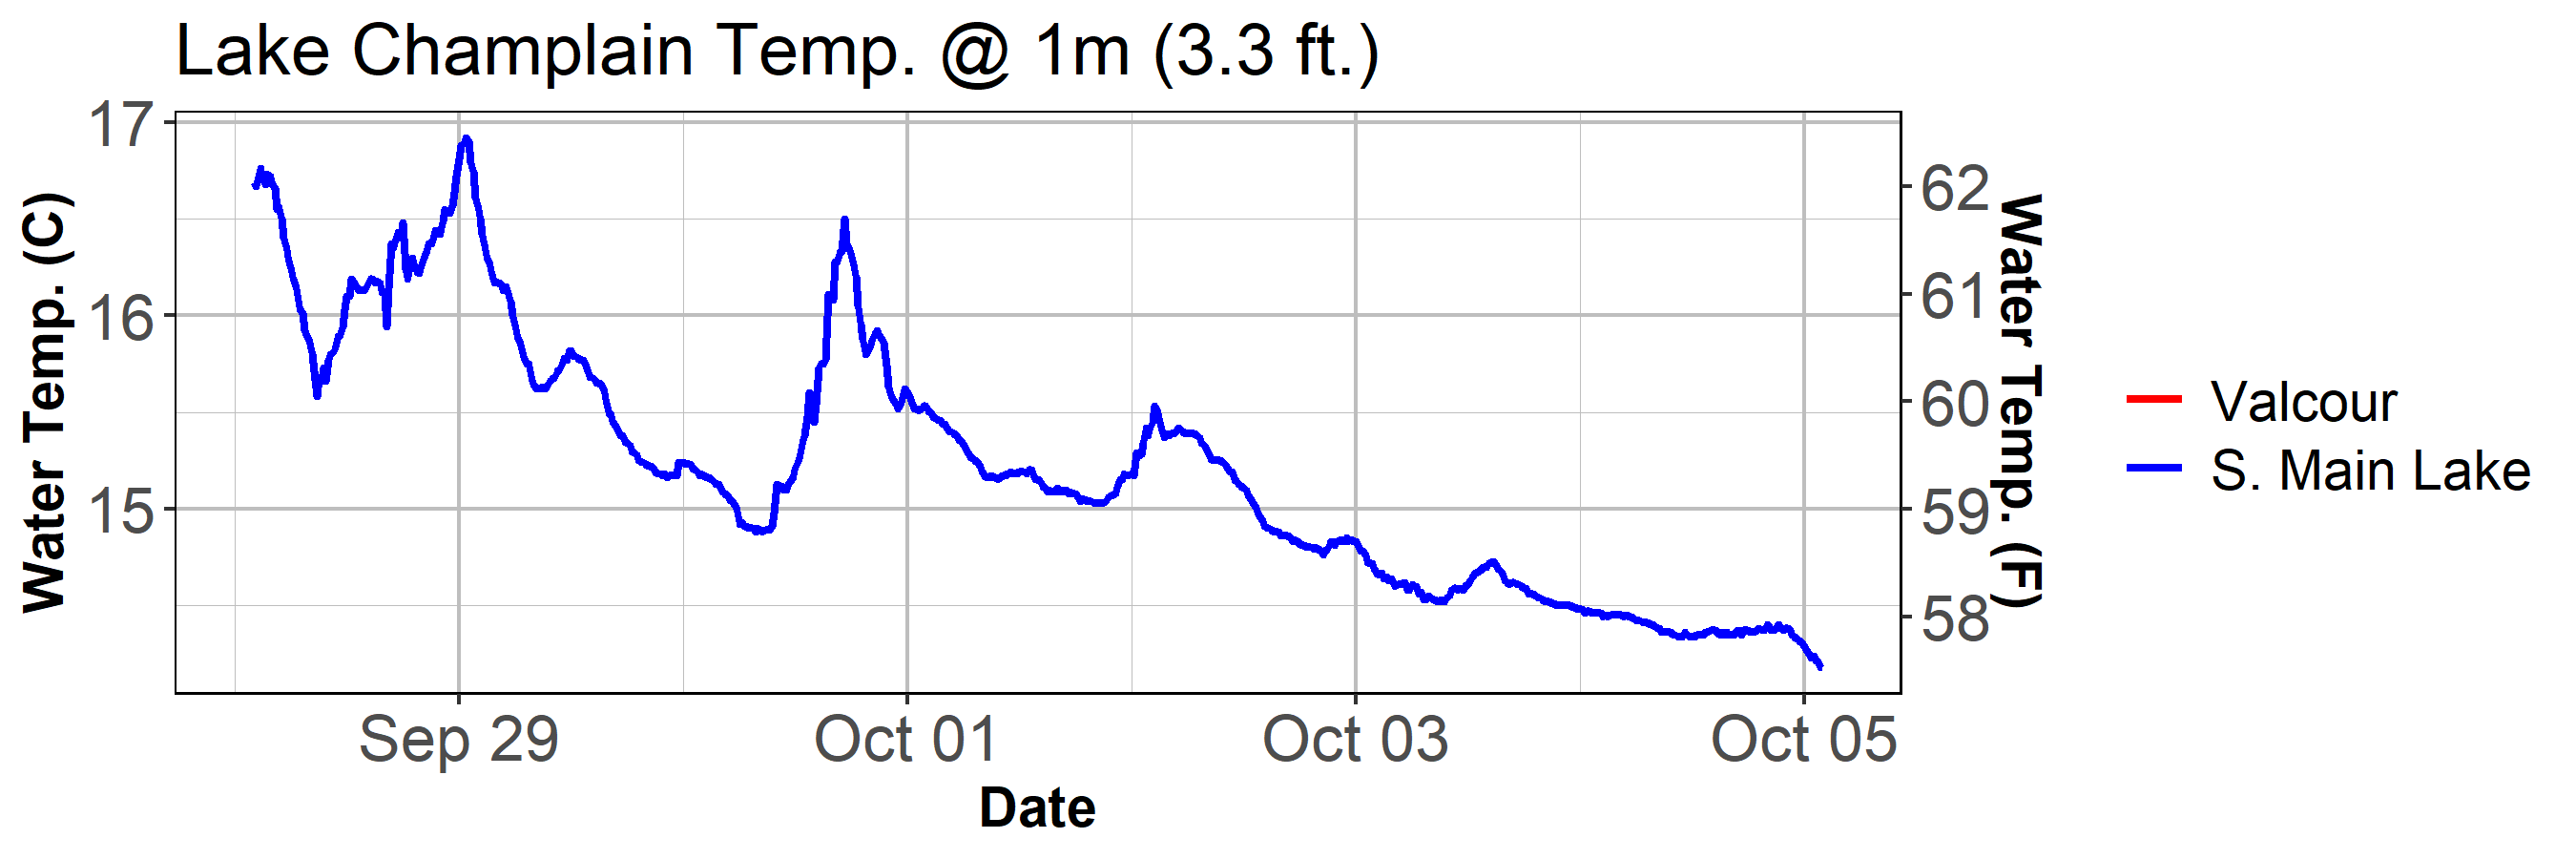 Lake Champlain Temp. @ 1m (3.3 ft.)
Water Temp. (C)
17
16
15
62
61
60
59
58
Water Temp. (F)
Sep 29
Oct 01
Oct 03
Oct 05
Date
Valcour
S. Main Lake